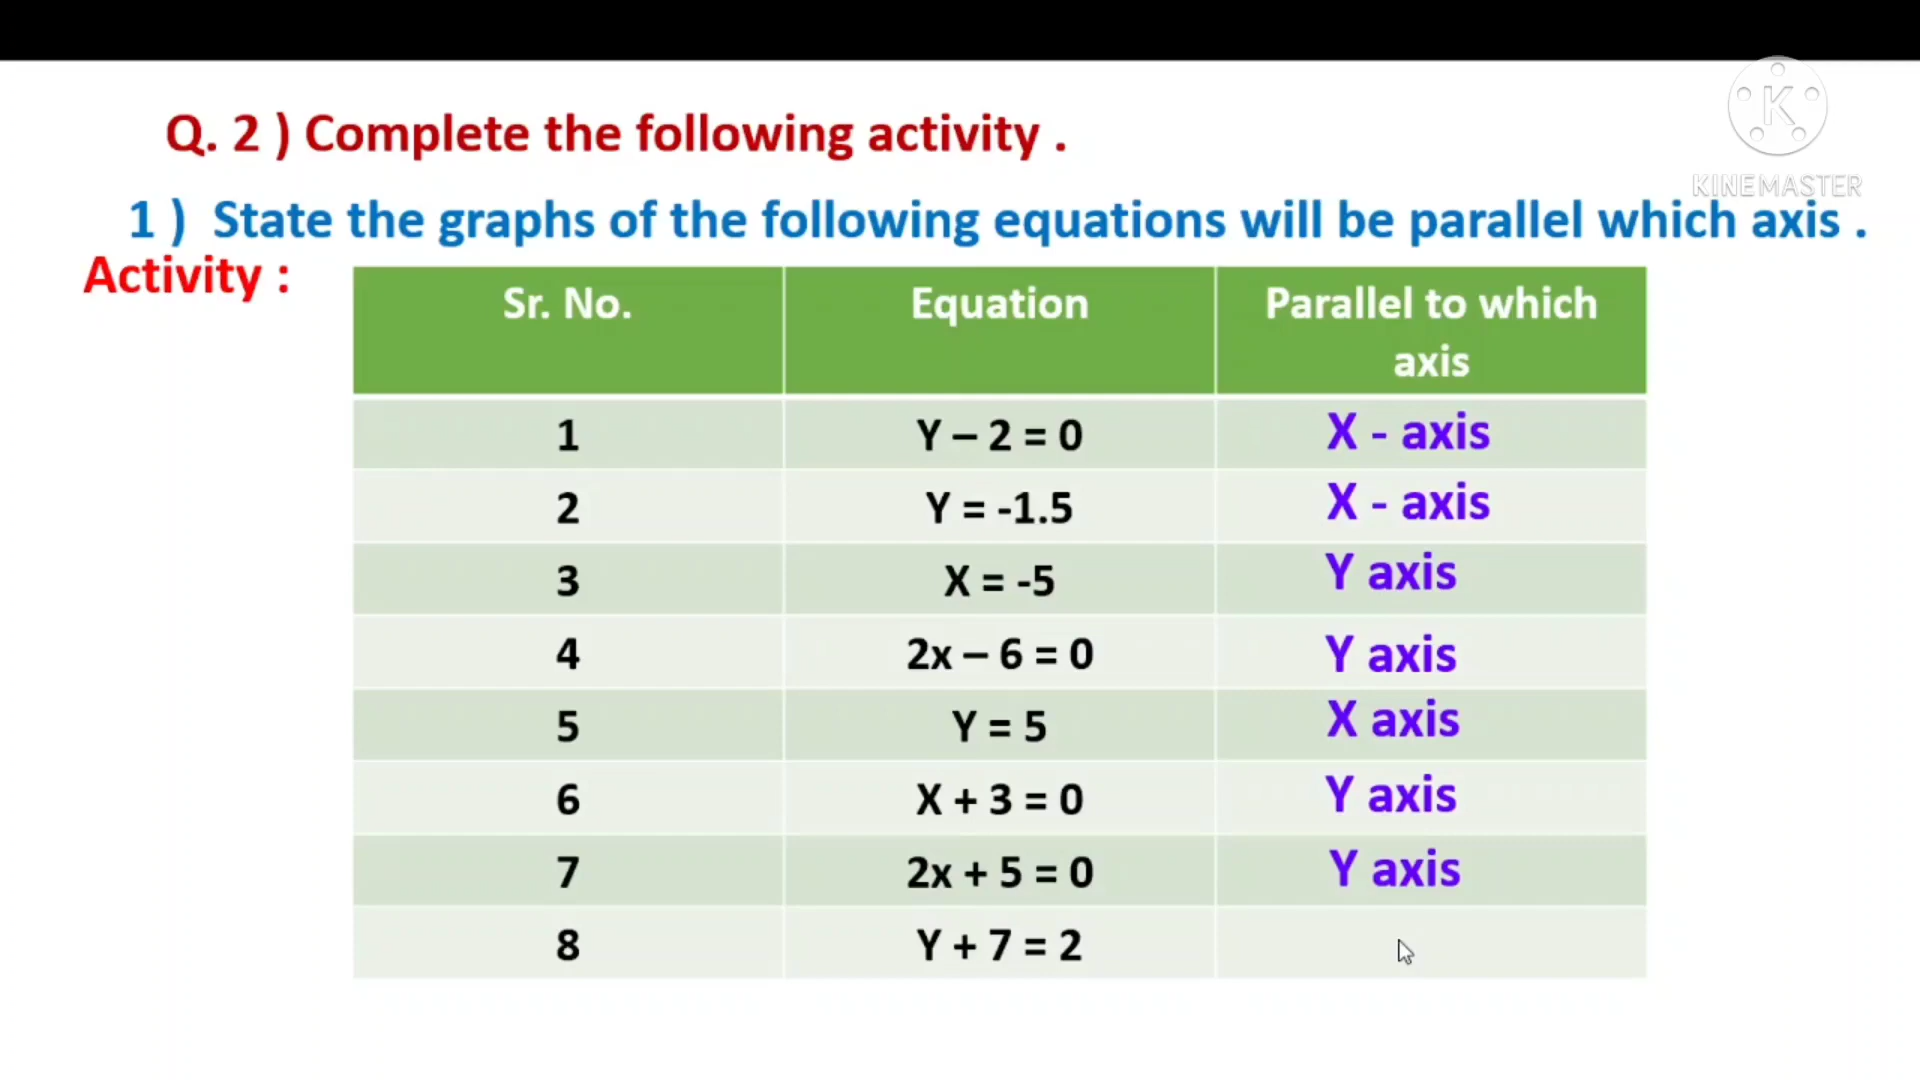 KINEMASTER
Q. 2 ) Complete the following activity .
1 ) State the graphs of the following equations will be parallel which axis .
Activity :
Sr. No. Equation Parallel to which axis
1 Y – 2 = 0 X - axis
2 Y = -1.5 X - axis
3 X = -5 Y axis
4 2x – 6 = 0 Y axis
5 Y = 5 X axis
6 X + 3 = 0 Y axis
7 2x + 5 = 0 Y axis
8 Y + 7 = 2